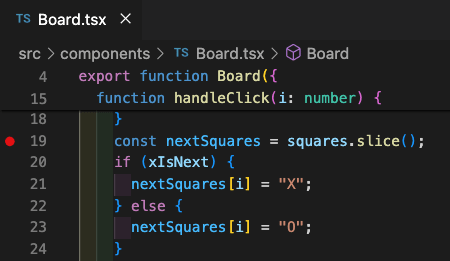 TS Board.tsx ×
src > components > TS Board.tsx > Board
4 export function Board({
15 function handleClick(i: number) {
18 }
19 const nextSquares = squares.slice();
20 if (xIsNext) {
21 nextSquares[i] = "X";
22 } else {
23 nextSquares[i] = "O";
24 }